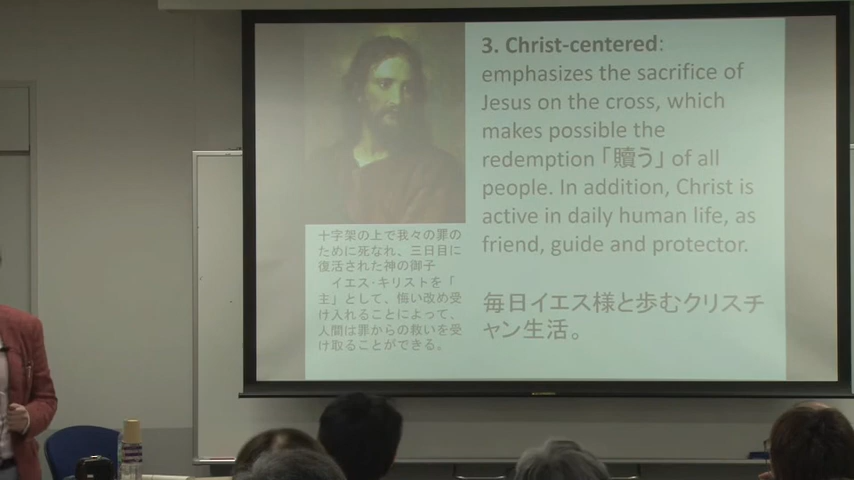 3. Christ-centered:
emphasizes the sacrifice of
Jesus on the cross, which
makes possible the
redemption「贖う」of all
people. In addition, Christ is
active in daily human life, as
friend, guide and protector.
毎日イエス様と歩むクリスチ
ャン生活。
十字架の上で我々の罪の
ために死なれ、三日目に
復活された神の御子
イエス・キリストを「
主」として、悔い改め受
け入れることによって、
人間は罪からの救いを受
け取ることができる。